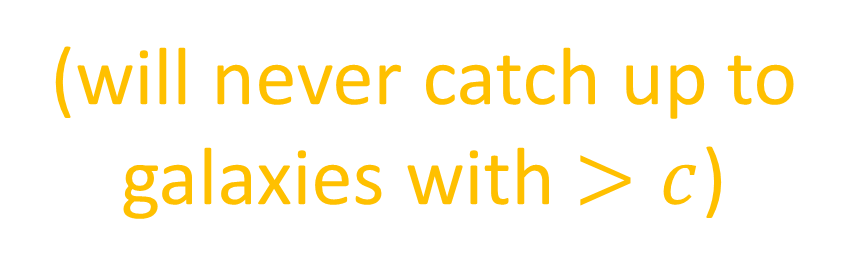 (will never catch up to
galaxies with > c)